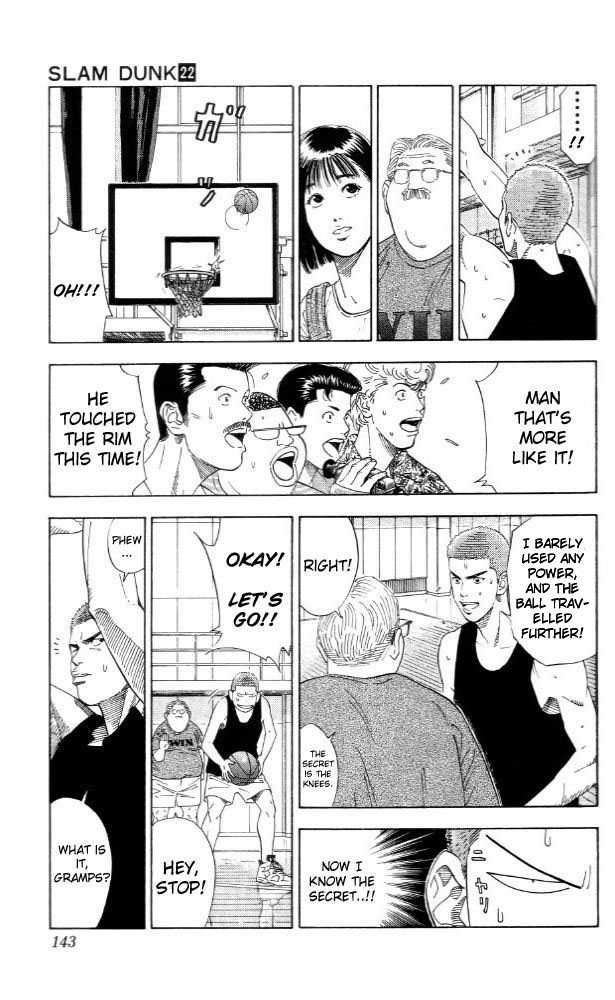 SLAM DUNK 22
......
!!
ガ
ン
OH!!!
MAN
THAT'S
MORE
LIKE IT!
HE
TOUCHED
THE RIM
THIS TIME!
I BARELY
USED ANY
POWER,
AND THE
BALL TRAV-
ELLED
FURTHER!
RIGHT!
THE
SECRET
IS THE
KNEES.
NOW I
KNOW THE
SECRET..!!
ニヤリ
OKAY!
LET'S
GO!!
WIN
HEY,
STOP!
PHEW
...
WHAT IS
IT,
GRAMPS?
143